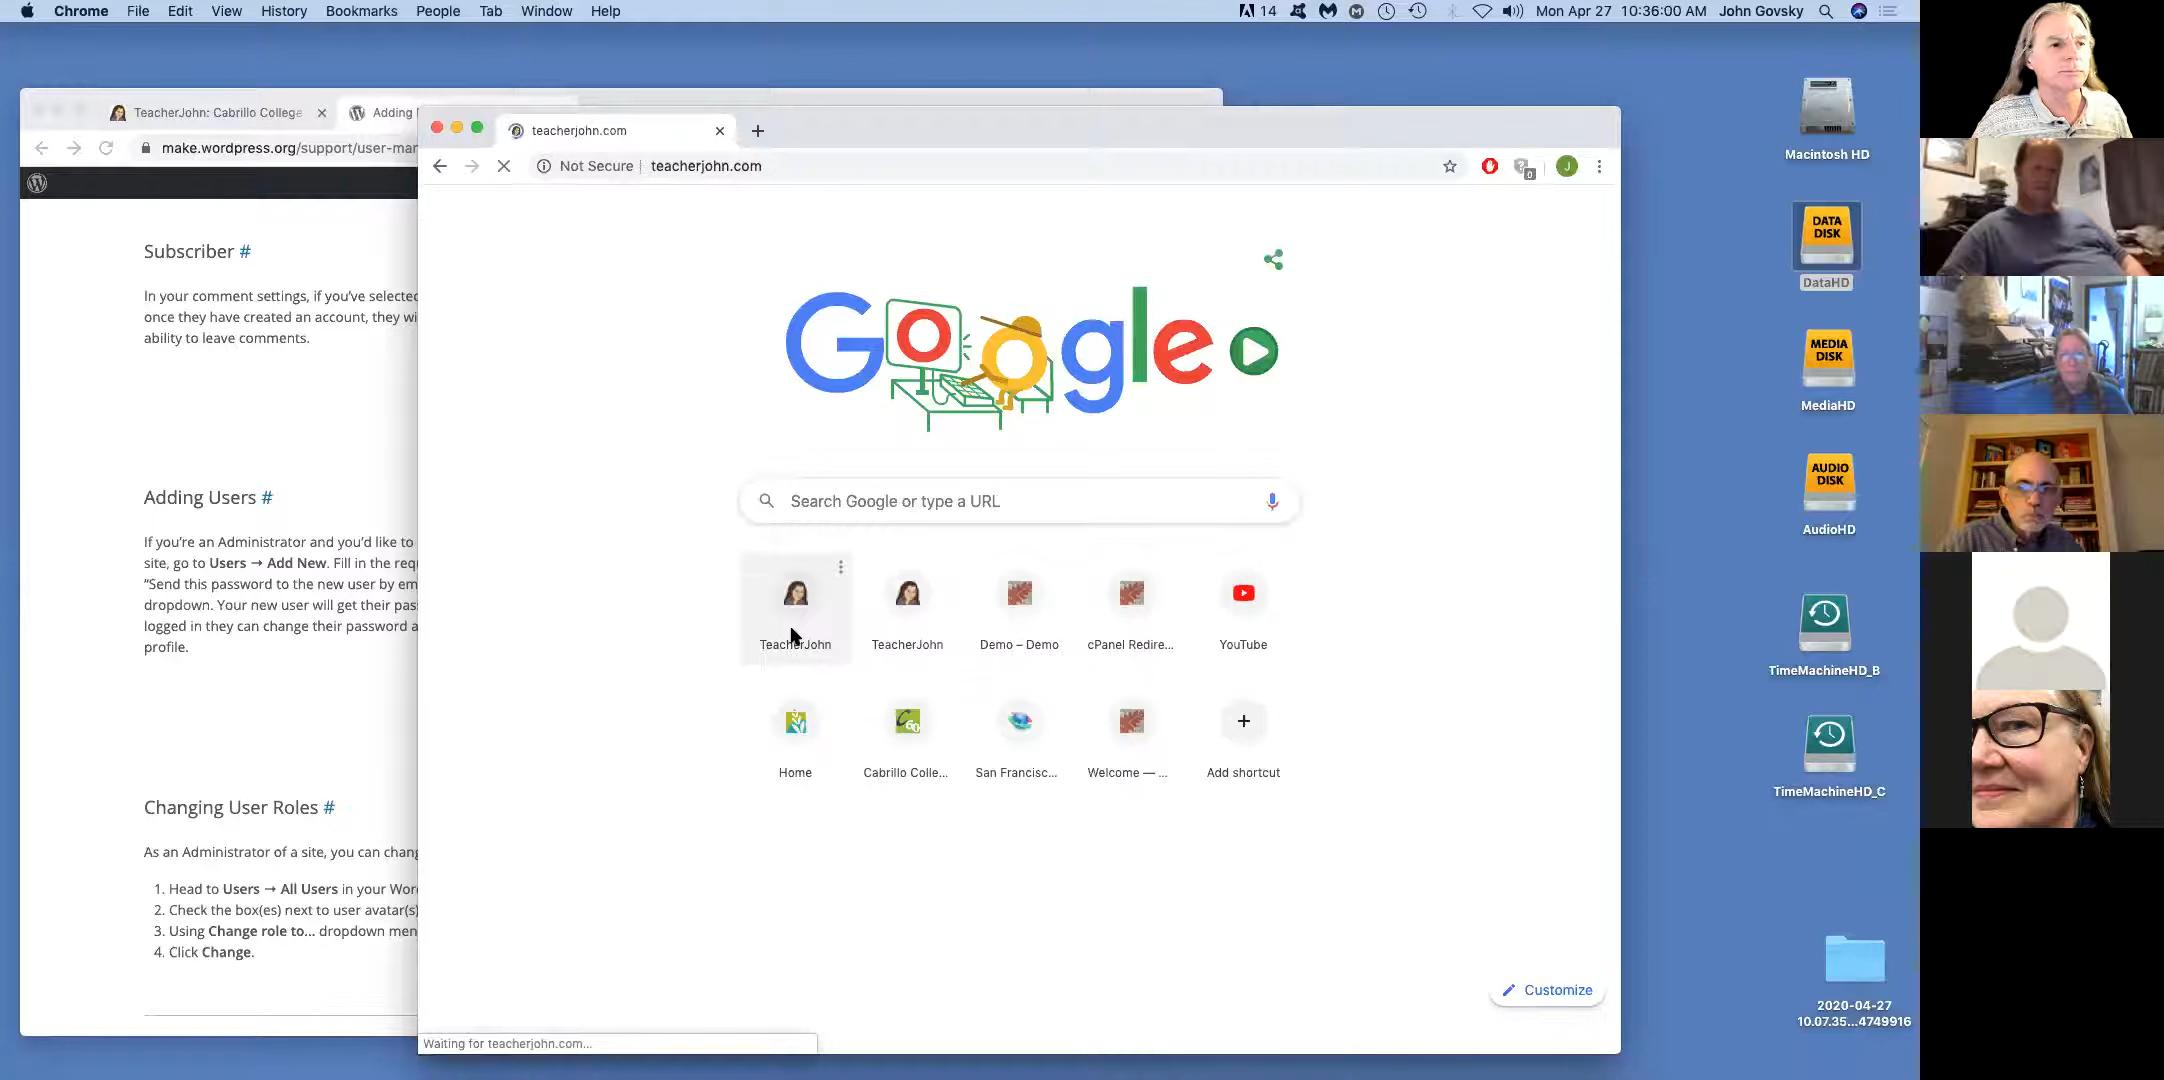 Chrome File Edit View History Bookmarks People Tab Window Help
14 Mon Apr 27 10:36:00 AM John Govsky
TeacherJohn: Cabrillo College
Adding
make.wordpress.org/support/user-mar
Subscriber #
In your comment settings, if you've selected
once they have created an account, they wi
ability to leave comments.
Adding Users #
If you're an Administrator and you'd like to
site, go to Users → Add New. Fill in the req
"Send this password to the new user by em
dropdown. Your new user will get their pas
logged in they can change their password a
profile.
Changing User Roles #
As an Administrator of a site, you can chang
1. Head to Users → All Users in your Wor
2. Check the box(es) next to user avatar(s)
3. Using Change role to... dropdown men
4. Click Change.
teacherjohn.com
Not Secure | teacherjohn.com
0
J
Google
Search Google or type a URL
TeacherJohn
TeacherJohn
Demo – Demo
cPanel Redire...
YouTube
Home
Cabrillo Colle...
San Francisc...
Welcome — ...
Add shortcut
Customize
Waiting for teacherjohn.com...
Macintosh HD
DATA
DISK
DataHD
MEDIA
DISK
MediaHD
AUDIO
DISK
AudioHD
TimeMachineHD_B
TimeMachineHD_C
2020-04-27
10.07.35...4749916